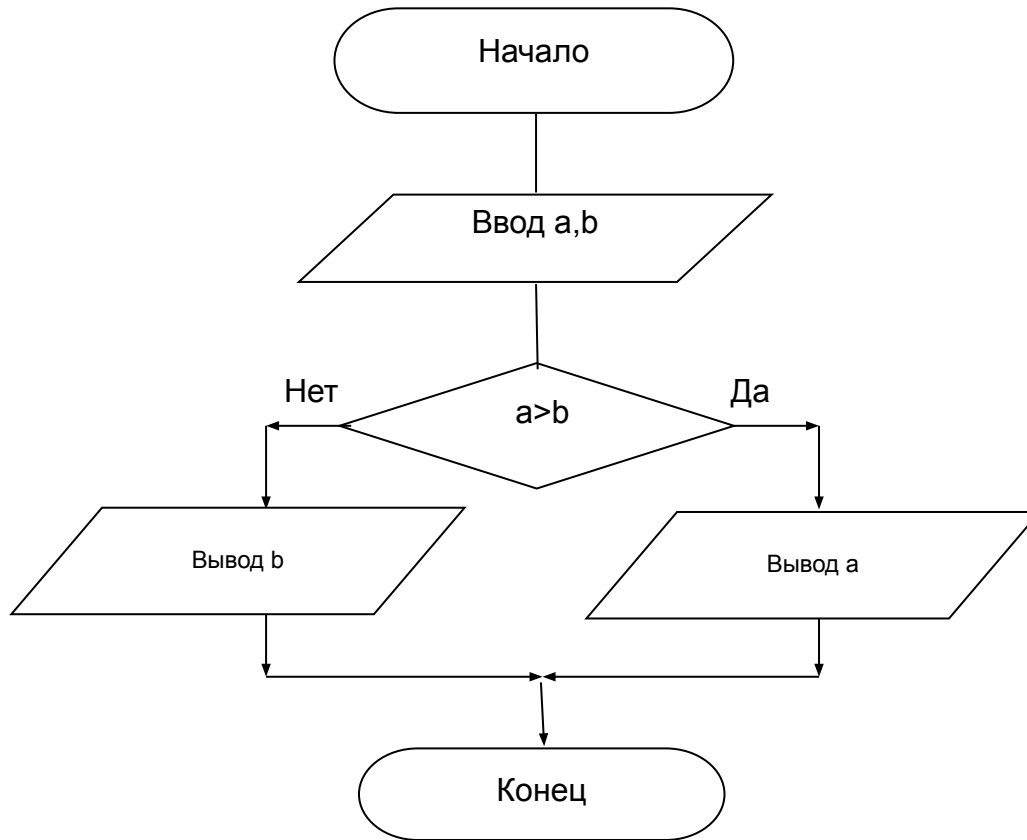 Начало
Ввод a,b
Нет
a>b
Да
Вывод b
Вывод a
Конец